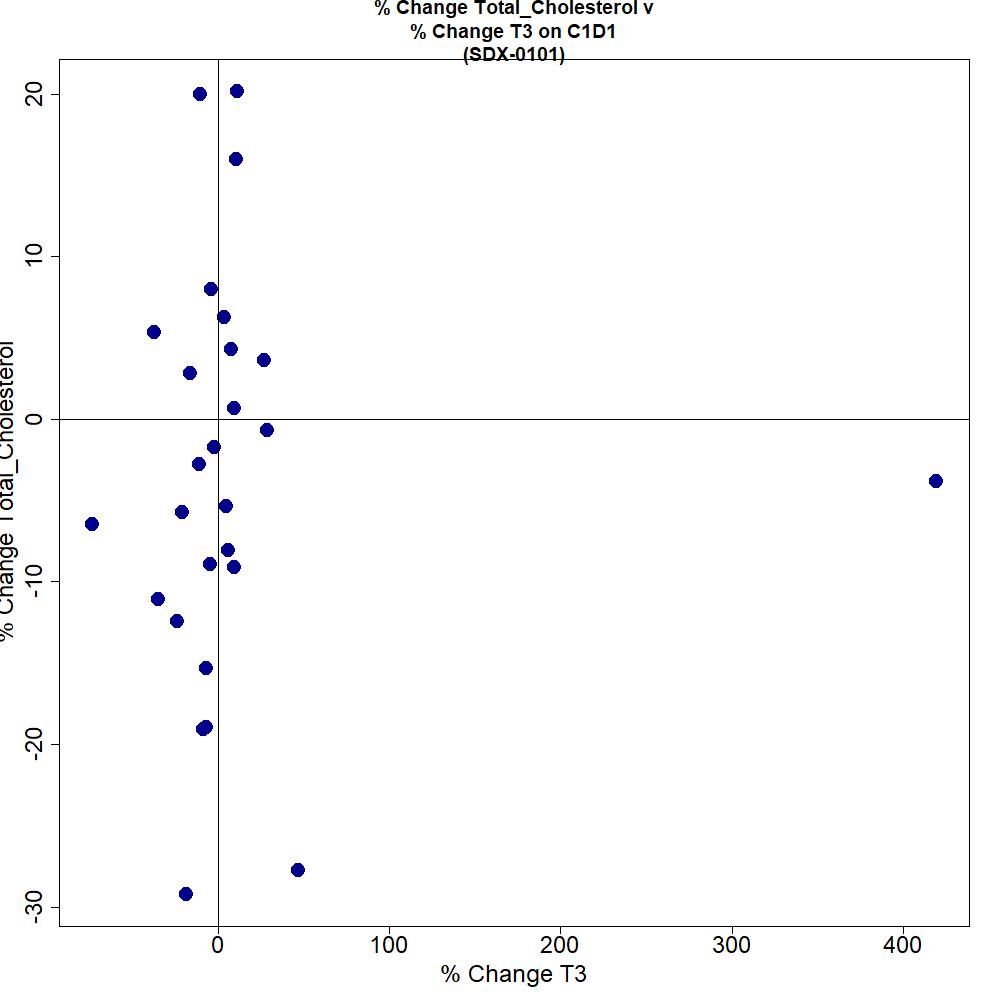 % Change Total_Cholesterol v
% Change T3 on C1D1
(SDX-0101)
% Change Total_Cholesterol
20
10
0
-10
-20
-30
0
100
200
300
400
% Change T3